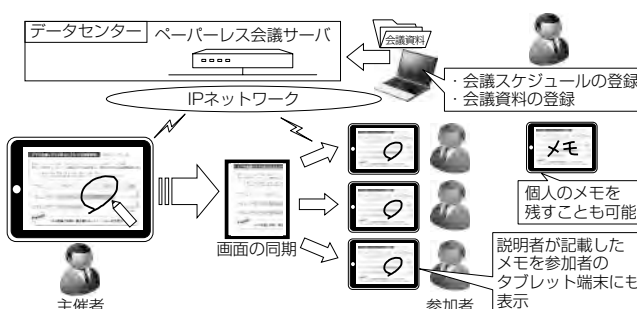 データセンター
ペーパーレス会議サーバ
会議資料
・会議スケジュールの登録
・会議資料の登録
IPネットワーク
メモ
個人のメモを
残すことも可能
画面の同期
説明者が記載した
メモを参加者の
タブレット端末にも
表示
主催者
参加者